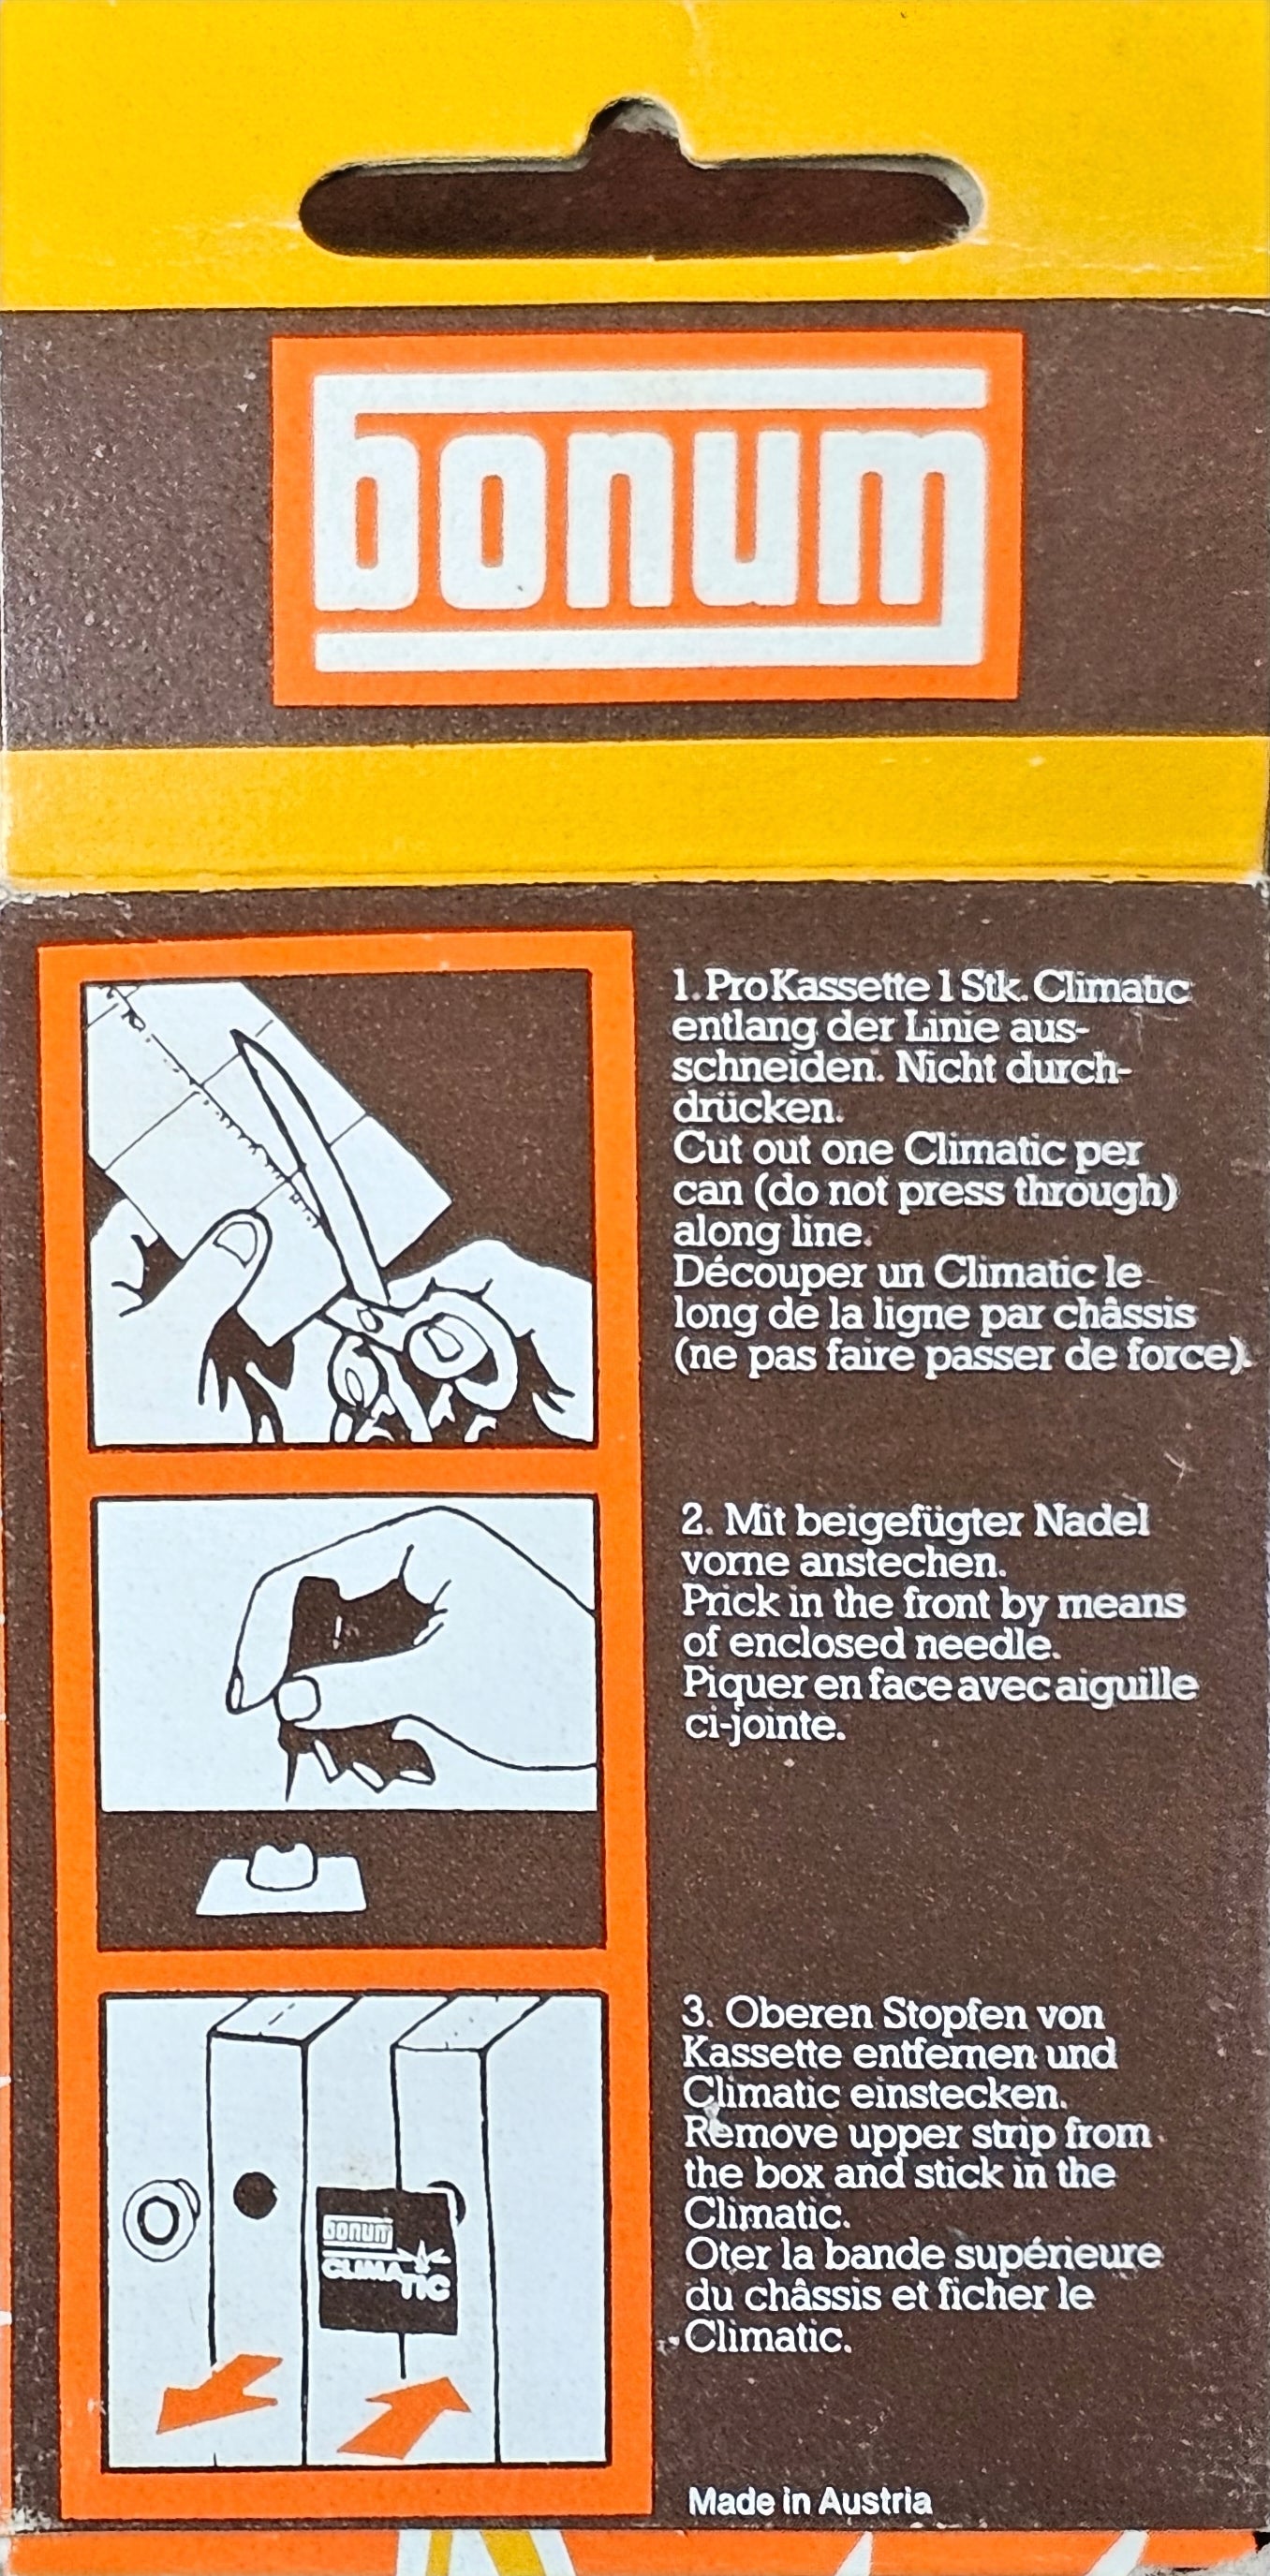 bonum
1. Pro Kassette 1 Stk. Climatic
entlang der Linie aus-
schneiden. Nicht durch-
drücken.
Cut out one Climatic per
can (do not press through)
along line.
Découper un Climatic le
long de la ligne par châssis
(ne pas faire passer de force).
2. Mit beigefügter Nadel
vorne anstechen.
Prick in the front by means
of enclosed needle.
Piquer en face avec aiguille
ci-jointe.
3. Oberen Stopfen von
Kassette entfernen und
Climatic einstecken.
Remove upper strip from
the box and stick in the
Climatic.
Oter la bande supérieure
du châssis et ficher le
Climatic.
bonum
CLIMATIC
Made in Austria